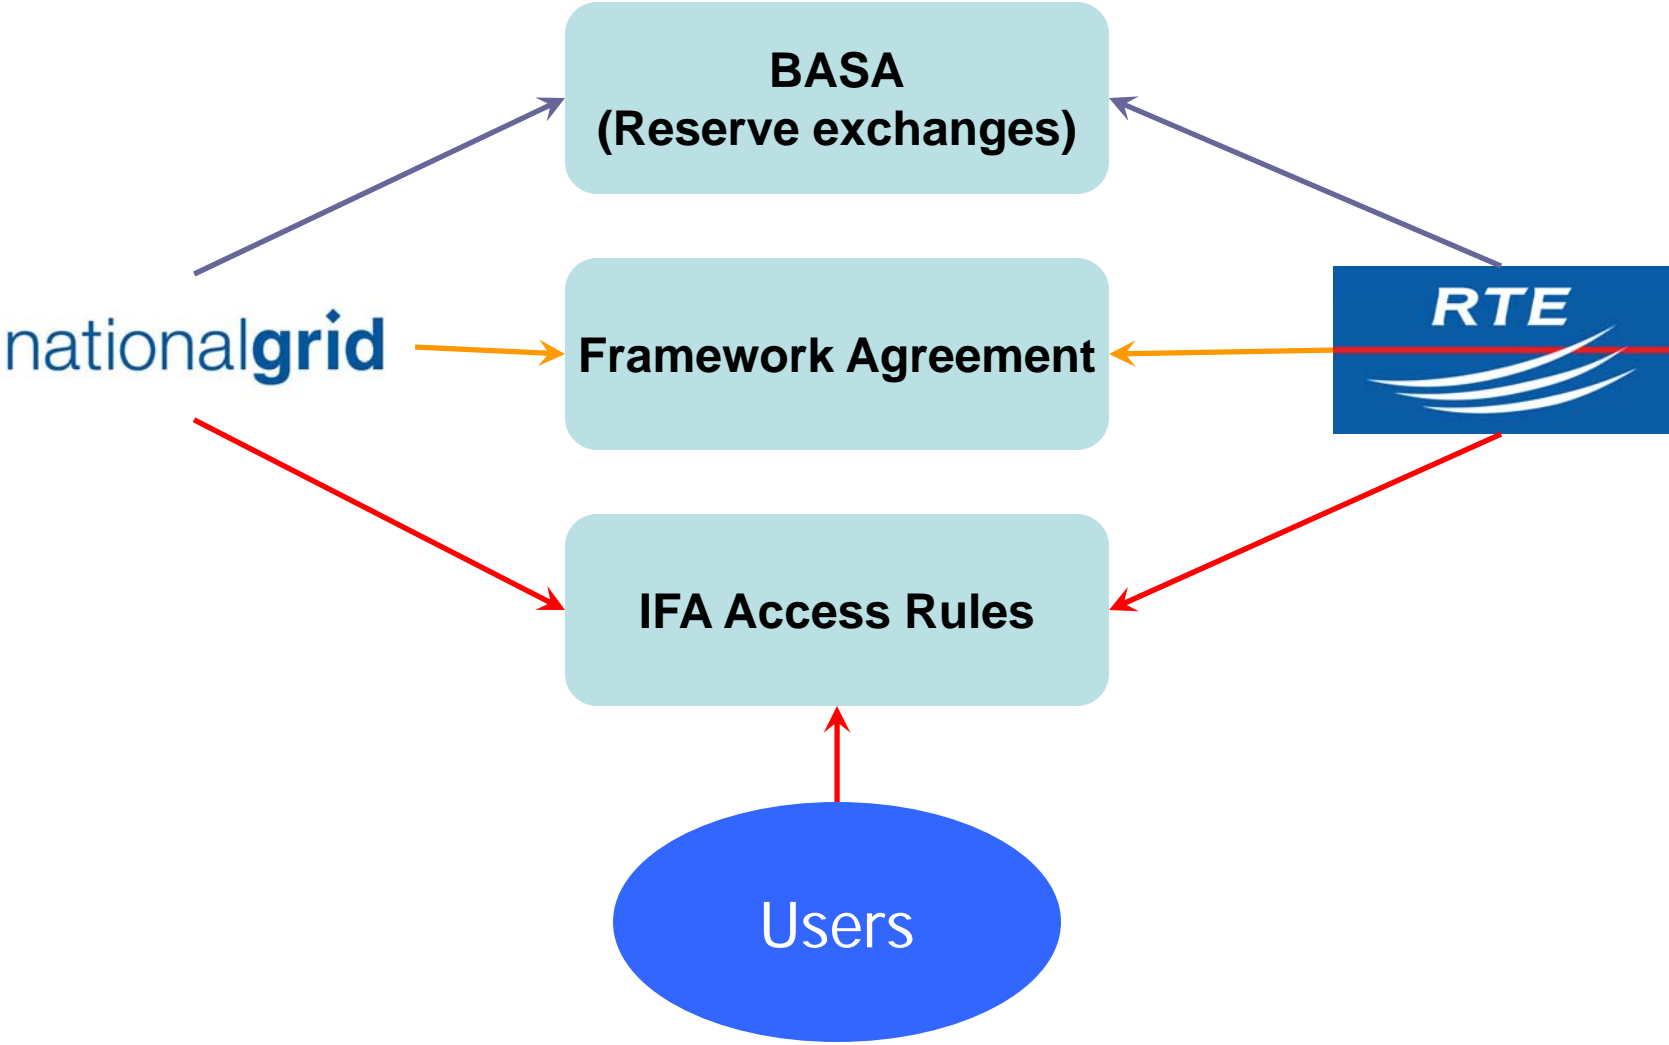 BASA
(Reserve exchanges)
nationalgrid
Framework Agreement
RTE
IFA Access Rules
Users